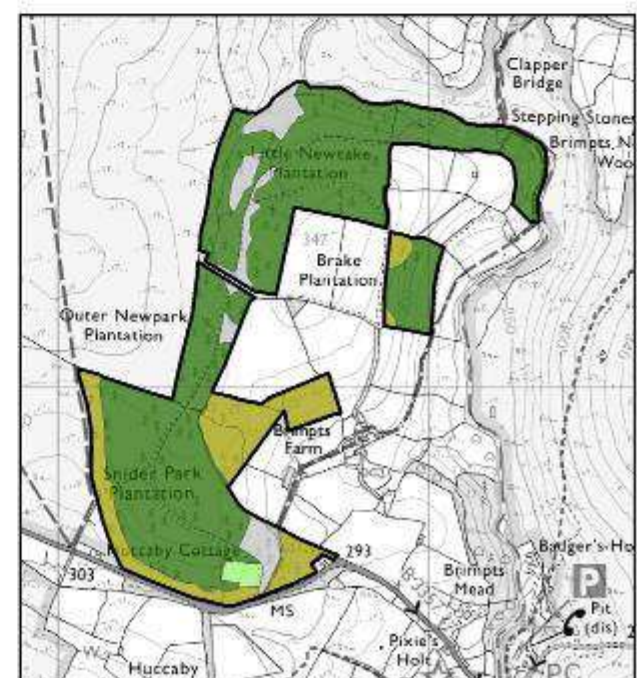 Clapper
Bridge
Stepping Stones
Brimpts N
Woo
Little Newtake
Plantation
347
Brake
Plantation
Outer Newpark
Plantation
Brimpts
Farm
Snider Park
Plantation
Huccaby Cottage
293
303
MS
Badger's Ho
Brimpts
Mead
P
Pit
(dis)
2
Pixie's
Holt
PC
Huccaby
W